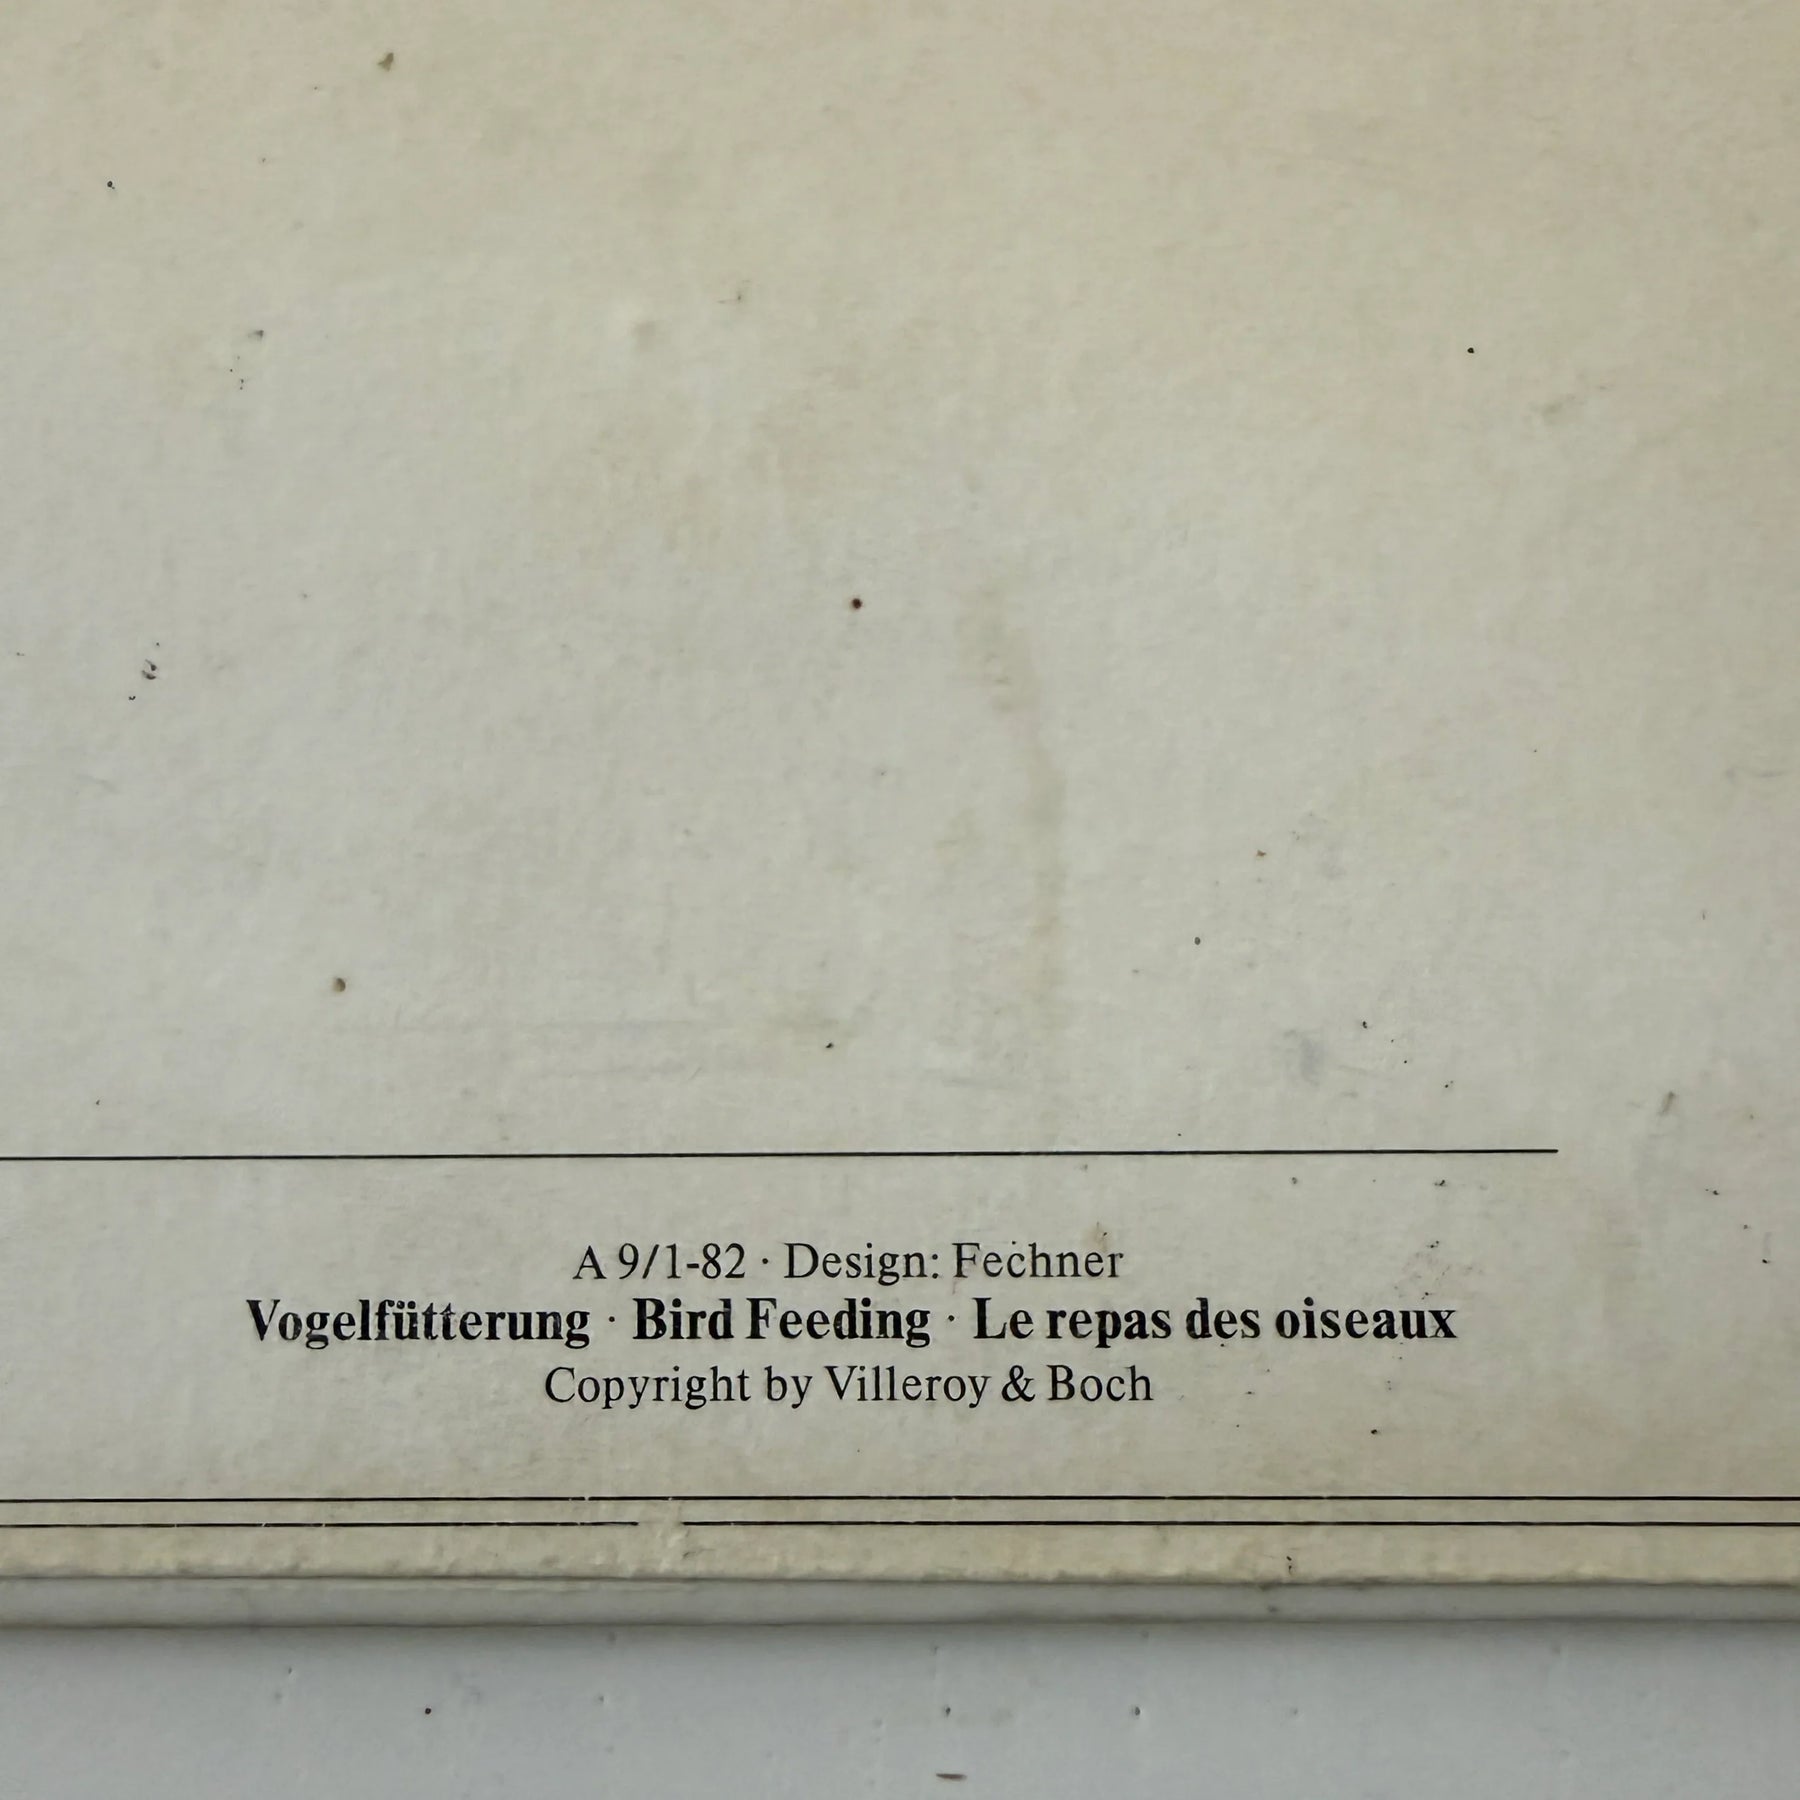 A 9/1-82 · Design: Fechner
Vogelfütterung · Bird Feeding · Le repas des oiseaux
Copyright by Villeroy & Boch